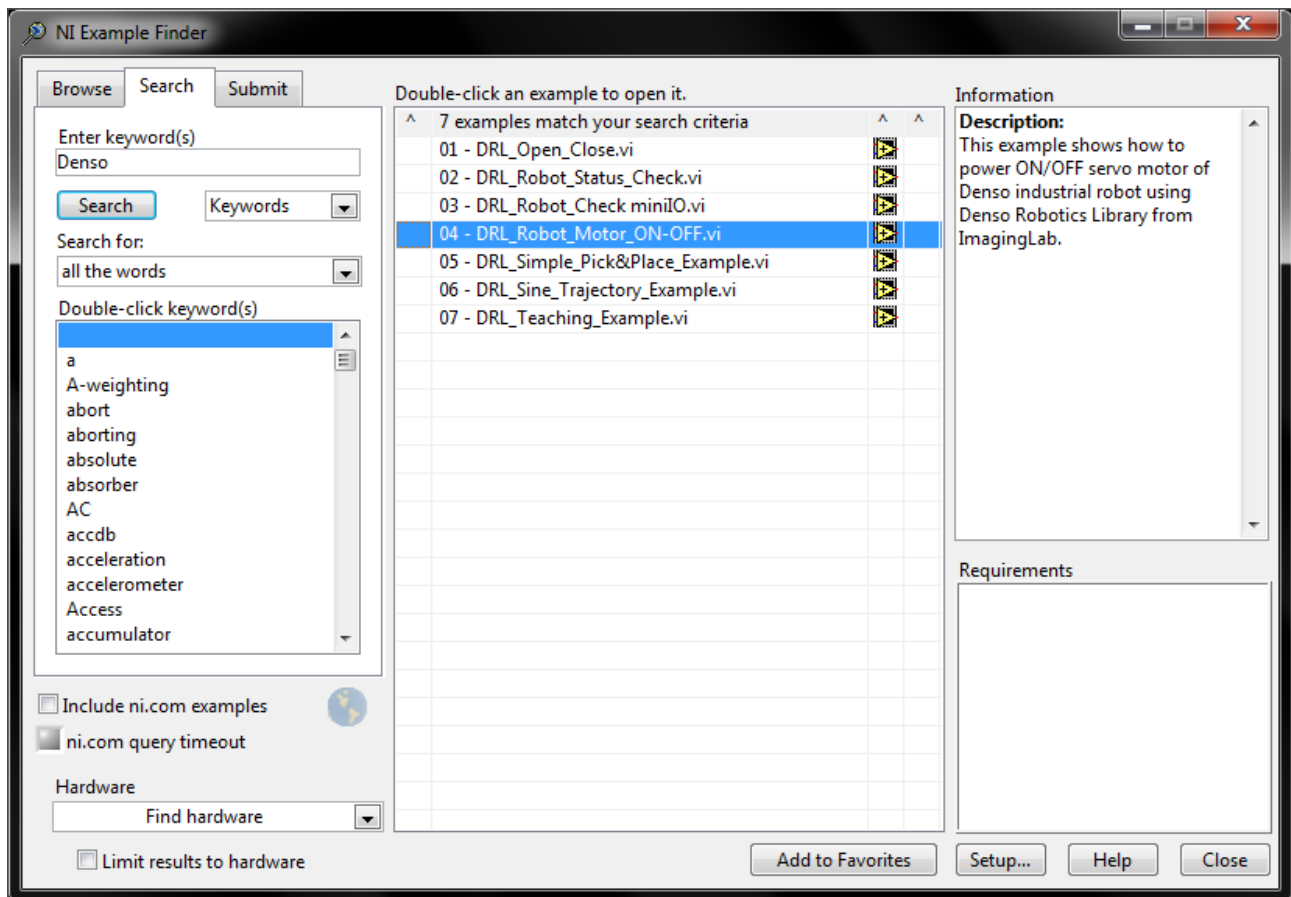 NI Example Finder
Browse
Search
Submit
Enter keyword(s)
Denso
Search
Keywords
Search for:
all the words
Double-click keyword(s)
a
A-weighting
abort
aborting
absolute
absorber
AC
accdb
acceleration
accelerometer
Access
accumulator
Include ni.com examples
ni.com query timeout
Hardware
Find hardware
Limit results to hardware
Double-click an example to open it.
^ 7 examples match your search criteria ^ ^
01 - DRL_Open_Close.vi
02 - DRL_Robot_Status_Check.vi
03 - DRL_Robot_Check miniIO.vi
04 - DRL_Robot_Motor_ON-OFF.vi
05 - DRL_Simple_Pick&Place_Example.vi
06 - DRL_Sine_Trajectory_Example.vi
07 - DRL_Teaching_Example.vi
Information
Description:
This example shows how to
power ON/OFF servo motor of
Denso industrial robot using
Denso Robotics Library from
ImagingLab.
Requirements
Add to Favorites
Setup...
Help
Close